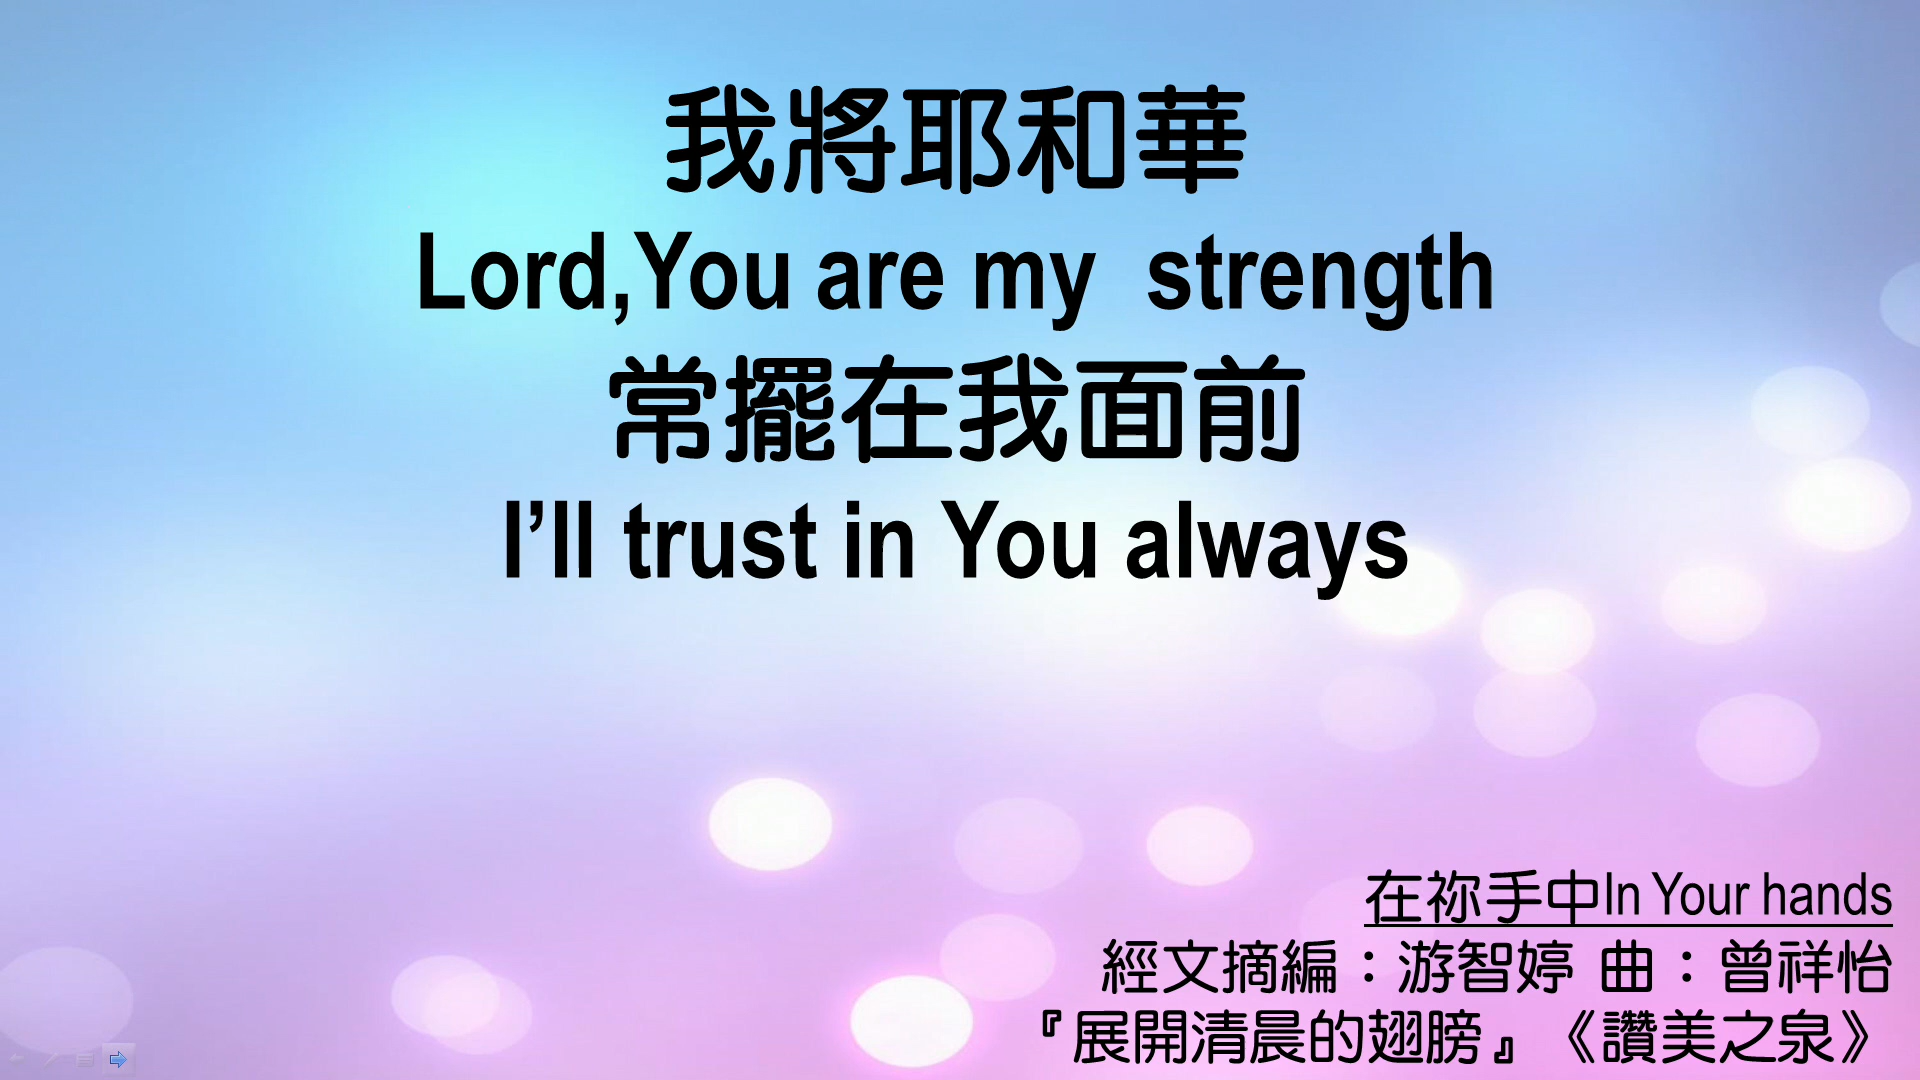 我將耶和華
Lord,You are my  strength
常擺在我面前
I’ll trust in You always
在祢手中In Your hands
經文摘編：游智婷 曲：曾祥怡
『展開清晨的翅膀』《讚美之泉》